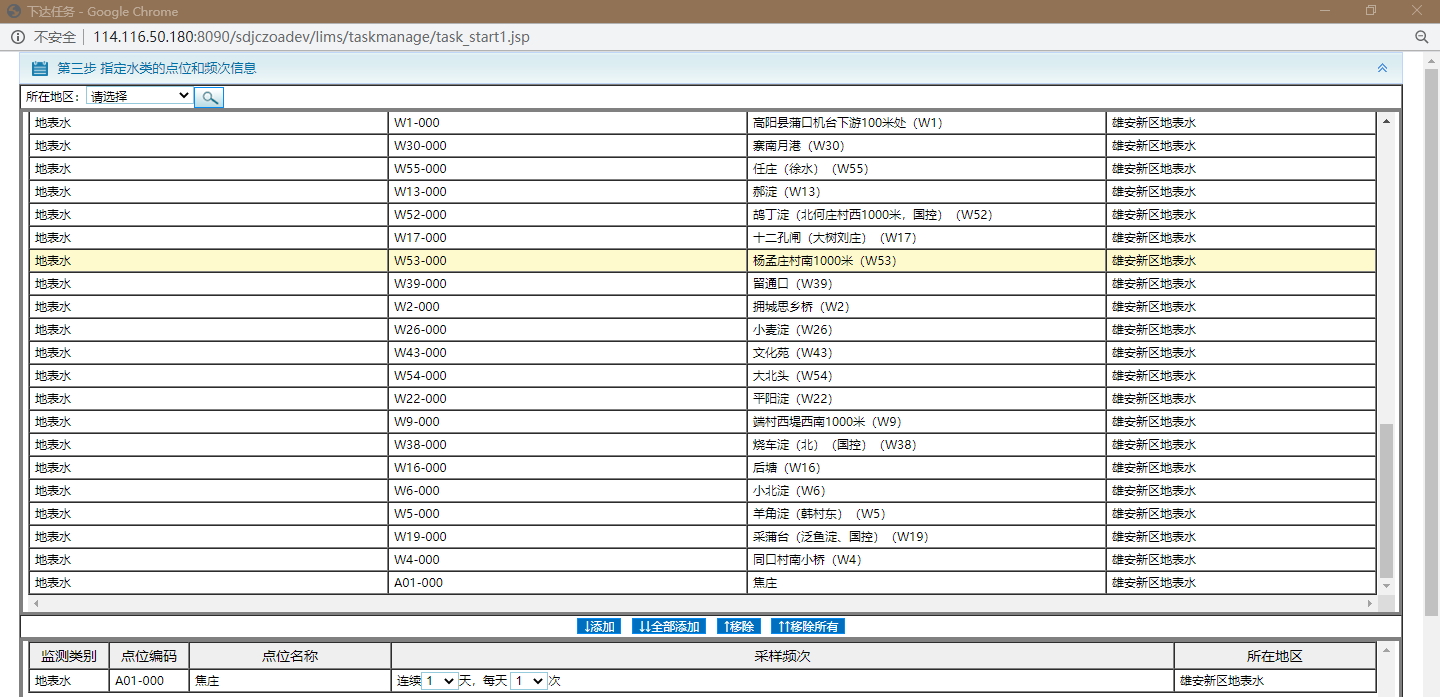 下达任务 - Google Chrome
不安全 114.116.50.180:8090/sdjczoadev/lims/taskmanage/task_start1.jsp
第三步 指定水类的点位和频次信息
所在地区： 请选择
地表水 W1-000 高阳县蒲口机台下游100米处（W1） 雄安新区地表水
地表水 W30-000 寨南月港（W30） 雄安新区地表水
地表水 W55-000 任庄（徐水）（W55） 雄安新区地表水
地表水 W13-000 郝淀（W13） 雄安新区地表水
地表水 W52-000 鸪丁淀（北何庄村西1000米，国控）（W52） 雄安新区地表水
地表水 W17-000 十二孔闸（大树刘庄）（W17） 雄安新区地表水
地表水 W53-000 杨孟庄村南1000米（W53） 雄安新区地表水
地表水 W39-000 留通口（W39） 雄安新区地表水
地表水 W2-000 拥城思乡桥（W2） 雄安新区地表水
地表水 W26-000 小麦淀（W26） 雄安新区地表水
地表水 W43-000 文化苑（W43） 雄安新区地表水
地表水 W54-000 大北头（W54） 雄安新区地表水
地表水 W22-000 平阳淀（W22） 雄安新区地表水
地表水 W9-000 端村西堤西南1000米（W9） 雄安新区地表水
地表水 W38-000 烧车淀（北）（国控）（W38） 雄安新区地表水
地表水 W16-000 后塘（W16） 雄安新区地表水
地表水 W6-000 小北淀（W6） 雄安新区地表水
地表水 W5-000 羊角淀（韩村东）（W5） 雄安新区地表水
地表水 W19-000 采蒲台（泛鱼淀、国控）（W19） 雄安新区地表水
地表水 W4-000 同口村南小桥（W4） 雄安新区地表水
地表水 A01-000 焦庄 雄安新区地表水
↓添加 ↓↓全部添加 ↑移除 ↑↑移除所有
监测类别 点位编码 点位名称 采样频次 所在地区
地表水 A01-000 焦庄 连续 1 天，每天 1 次 雄安新区地表水